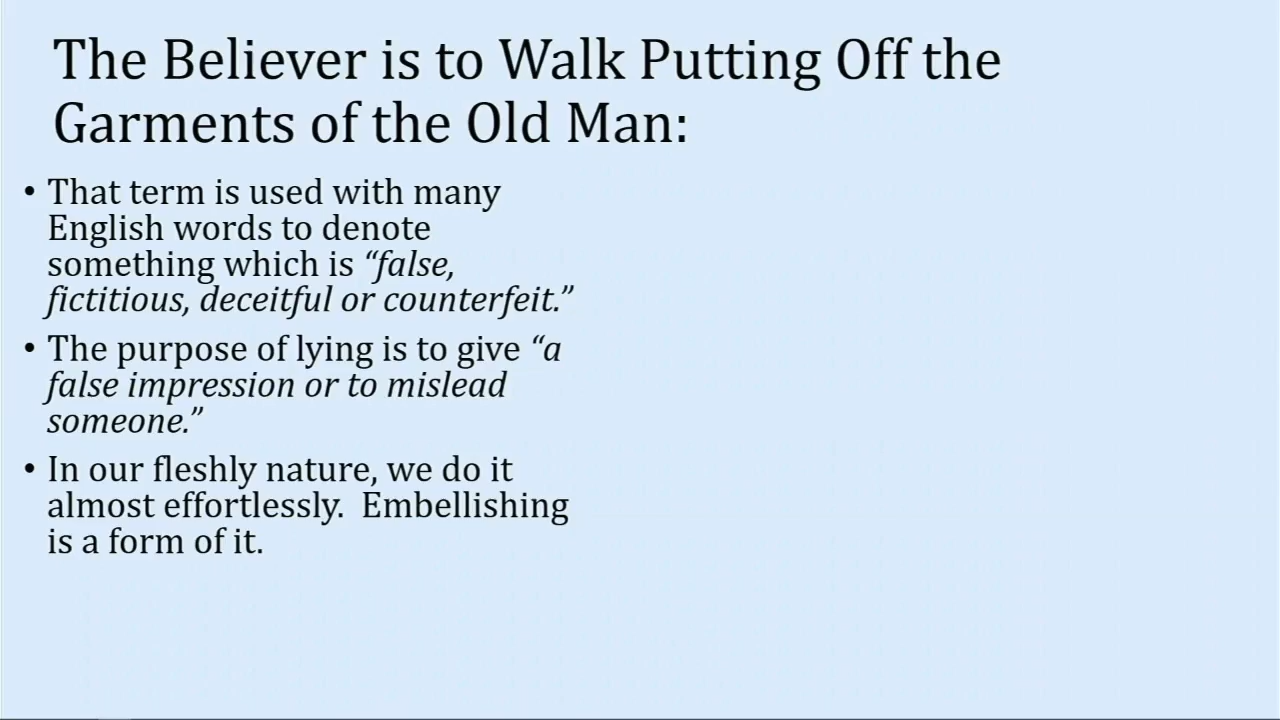 The Believer is to Walk Putting Off the
Garments of the Old Man:
• That term is used with many
English words to denote
something which is “false,
fictitious, deceitful or counterfeit.”
• The purpose of lying is to give “a
false impression or to mislead
someone.”
• In our fleshly nature, we do it
almost effortlessly.  Embellishing
is a form of it.